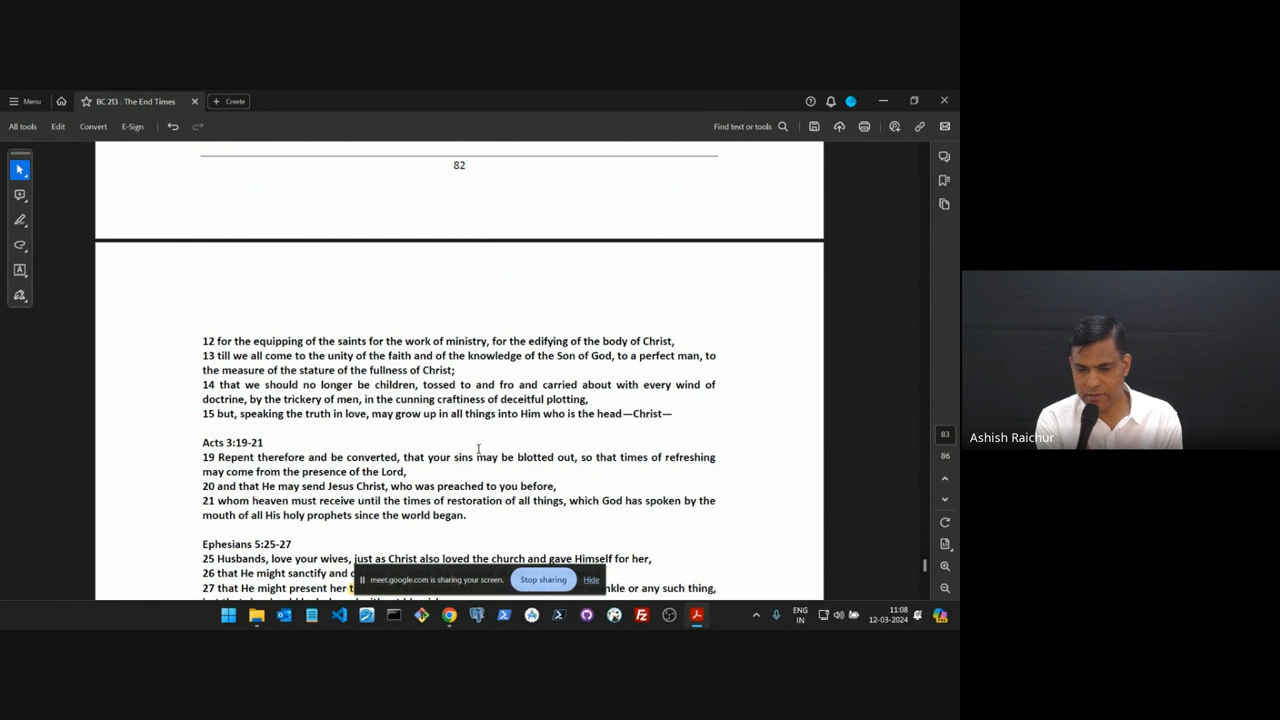 Menu
BC 213 : The End Times
Create
All tools
Edit
Convert
E-Sign
Find text or tools
82
12 for the equipping of the saints for the work of ministry, for the edifying of the body of Christ,
13 till we all come to the unity of the faith and of the knowledge of the Son of God, to a perfect man, to
the measure of the stature of the fullness of Christ;
14 that we should no longer be children, tossed to and fro and carried about with every wind of
doctrine, by the trickery of men, in the cunning craftiness of deceitful plotting,
15 but, speaking the truth in love, may grow up in all things into Him who is the head—Christ—
Acts 3:19-21
19 Repent therefore and be converted, that your sins may be blotted out, so that times of refreshing
may come from the presence of the Lord,
20 and that He may send Jesus Christ, who was preached to you before,
21 whom heaven must receive until the times of restoration of all things, which God has spoken by the
mouth of all His holy prophets since the world began.
Ephesians 5:25-27
25 Husbands, love your wives, just as Christ also loved the church and gave Himself for her,
26 that He might sanctify and
27 that He might present her or any such thing,
meet.google.com is sharing your screen.
Stop sharing
Hide
83
86
Ashish Raichur
ENG
IN
11:08
12-03-2024